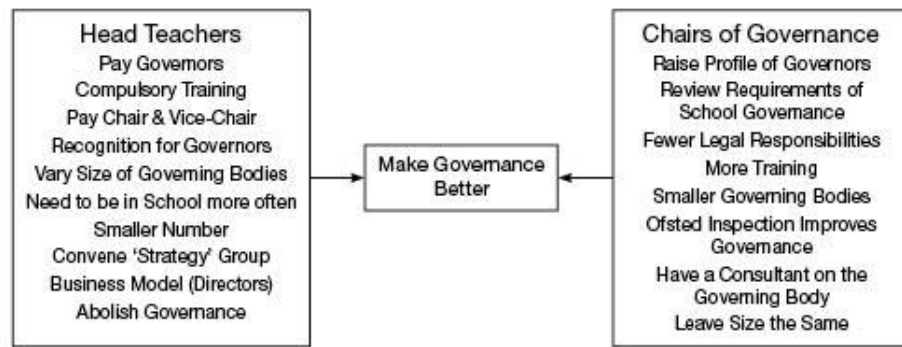 Head Teachers
Pay Governors
Compulsory Training
Pay Chair & Vice-Chair
Recognition for Governors
Vary Size of Governing Bodies
Need to be in School more often
Smaller Number
Convene ‘Strategy’ Group
Business Model (Directors)
Abolish Governance
Make Governance
Better
Chairs of Governance
Raise Profile of Governors
Review Requirements of
School Governance
Fewer Legal Responsibilities
More Training
Smaller Governing Bodies
Ofsted Inspection Improves
Governance
Have a Consultant on the
Governing Body
Leave Size the Same